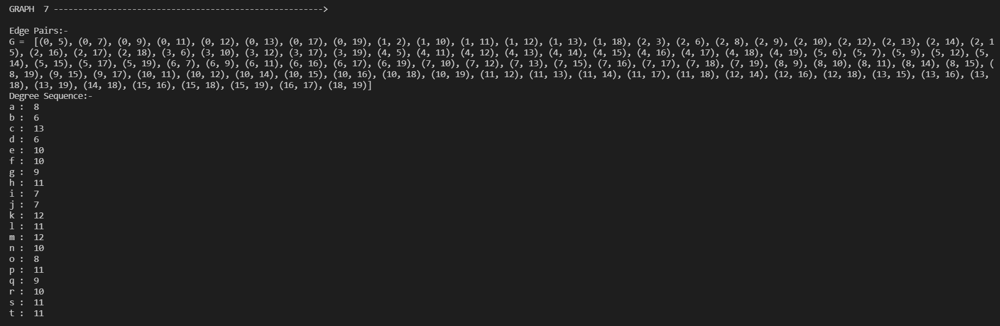 GRAPH  7 ------------------------------------------------------->
Edge Pairs:-
G =  [(0, 5), (0, 7), (0, 9), (0, 11), (0, 12), (0, 13), (0, 17), (0, 19), (1, 2), (1, 10), (1, 11), (1, 12), (1, 13), (1, 18), (2, 3), (2, 6), (2, 8), (2, 9), (2, 10), (2, 12), (2, 13), (2, 14), (2, 1
5), (2, 16), (2, 17), (2, 18), (3, 6), (3, 10), (3, 12), (3, 17), (3, 19), (4, 5), (4, 11), (4, 12), (4, 13), (4, 14), (4, 15), (4, 16), (4, 17), (4, 18), (4, 19), (5, 6), (5, 7), (5, 9), (5, 12), (5,
14), (5, 15), (5, 17), (5, 19), (6, 7), (6, 9), (6, 11), (6, 16), (6, 17), (6, 19), (7, 10), (7, 12), (7, 13), (7, 15), (7, 16), (7, 17), (7, 18), (7, 19), (8, 9), (8, 10), (8, 11), (8, 14), (8, 15), (
8, 19), (9, 15), (9, 17), (10, 11), (10, 12), (10, 14), (10, 15), (10, 16), (10, 18), (10, 19), (11, 12), (11, 13), (11, 14), (11, 17), (11, 18), (12, 14), (12, 16), (12, 18), (13, 15), (13, 16), (13,
18), (13, 19), (14, 18), (15, 16), (15, 18), (15, 19), (16, 17), (18, 19)]
Degree Sequence:-
a :  8
b :  6
c :  13
d :  6
e :  10
f :  10
g :  9
h :  11
i :  7
j :  7
k :  12
l :  11
m :  12
n :  10
o :  8
p :  11
q :  9
r :  10
s :  11
t :  11